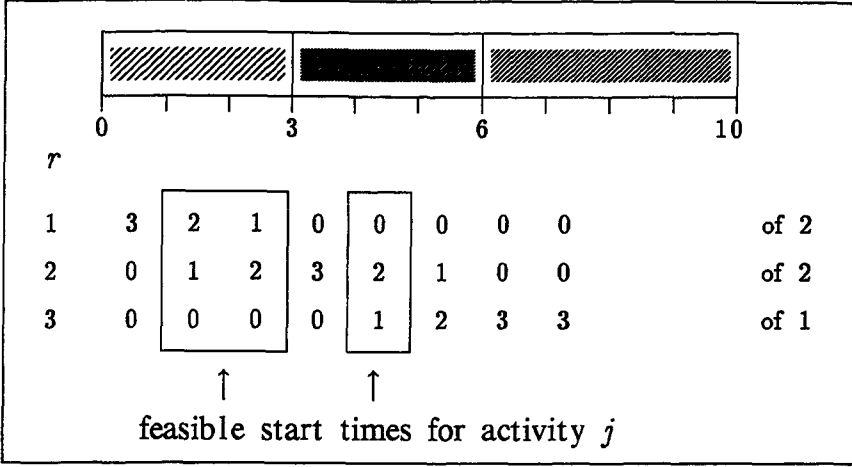 0 3 6 10
r
1 3 2 1 0 0 0 0 0 of 2
2 0 1 2 3 2 1 0 0 of 2
3 0 0 0 0 1 2 3 3 of 1
↑ ↑
feasible start times for activity j